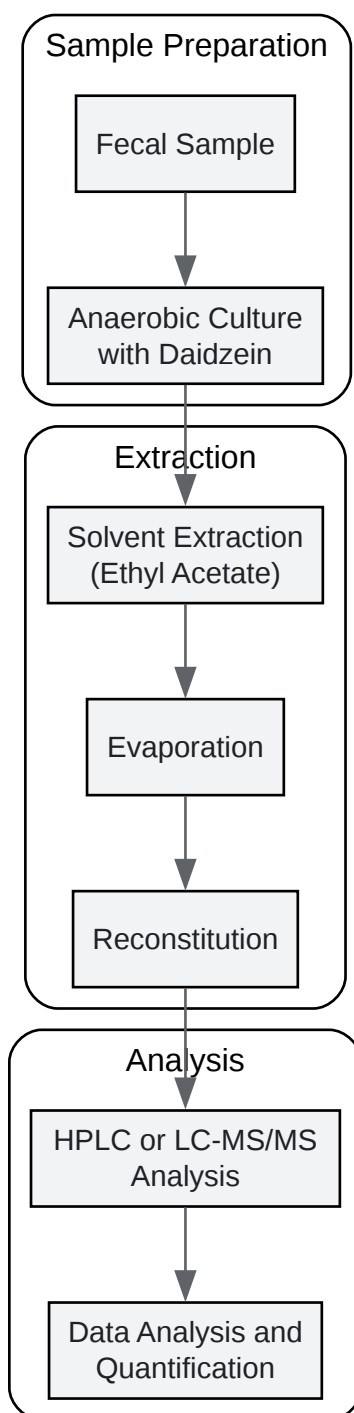 Sample Preparation
Fecal Sample
Anaerobic Culture
with Daidzein
Extraction
Solvent Extraction
(Ethyl Acetate)
Evaporation
Reconstitution
Analysis
HPLC or LC-MS/MS
Analysis
Data Analysis and
Quantification